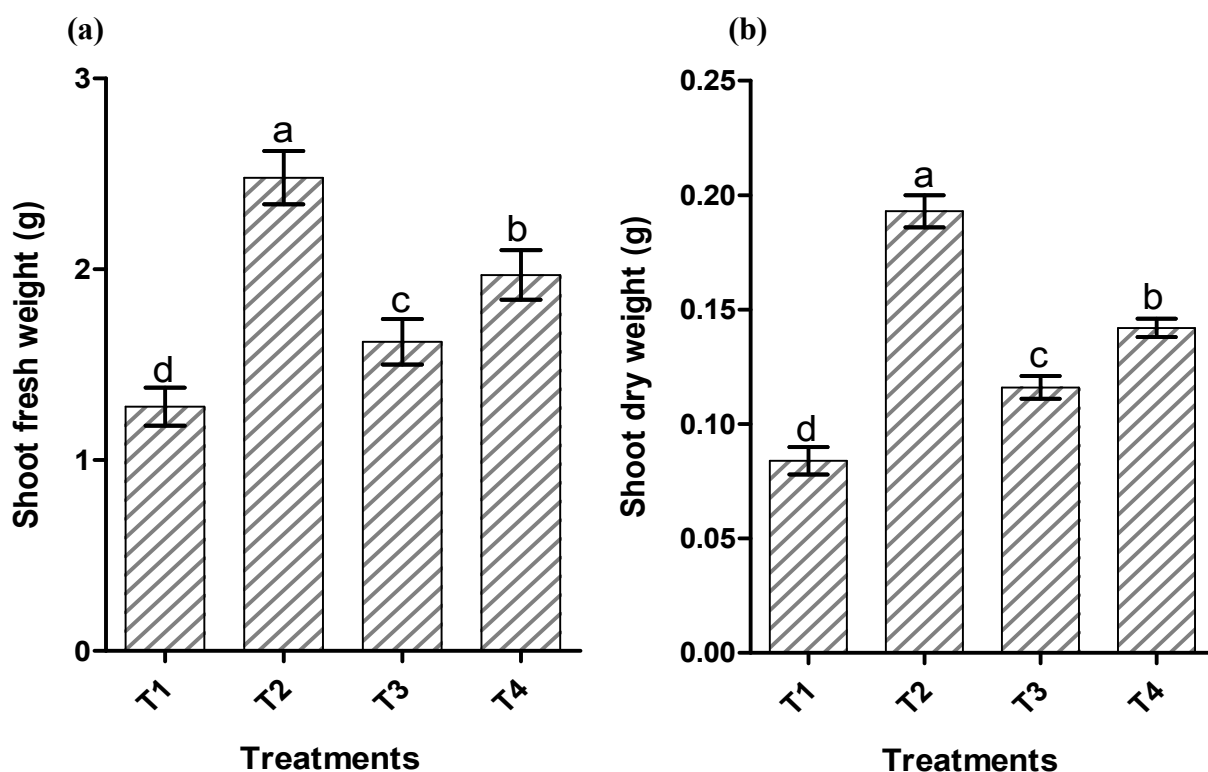 (a)
Shoot fresh weight (g)
3
2
1
0
d
a
c
b
T1
T2
T3
T4
Treatments
(b)
Shoot dry weight (g)
0.25
0.20
0.15
0.10
0.05
0.00
d
a
c
b
T1
T2
T3
T4
Treatments